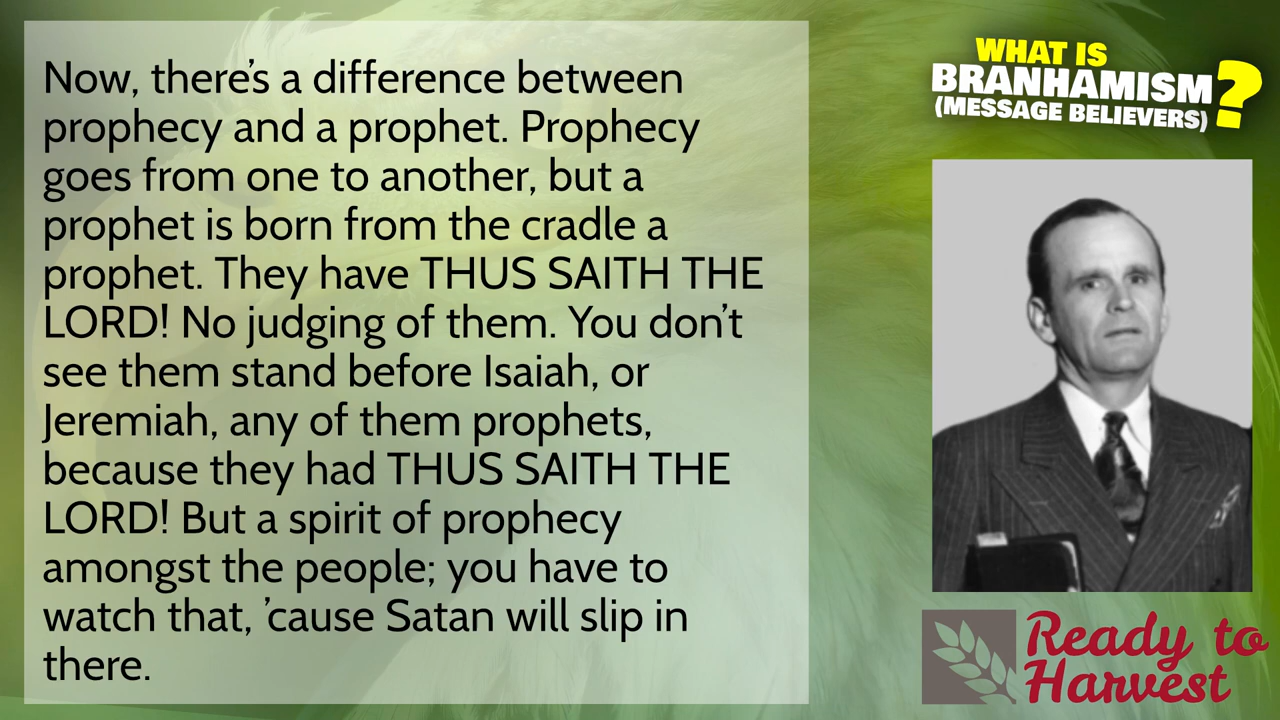 Now, there's a difference between
prophecy and a prophet. Prophecy
goes from one to another, but a
prophet is born from the cradle a
prophet. They have THUS SAITH THE
LORD! No judging of them. You don't
see them stand before Isaiah, or
Jeremiah, any of them prophets,
because they had THUS SAITH THE
LORD! But a spirit of prophecy
amongst the people; you have to
watch that, 'cause Satan will slip in
there.
WHAT IS
BRANHAMISM?
(MESSAGE BELIEVERS)
Ready to
Harvest